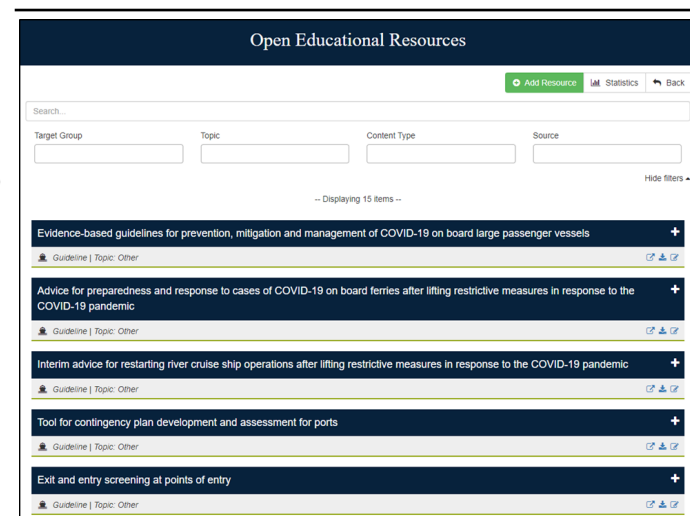 Open Educational Resources
Add Resource Statistics Back
Search...
Target Group Topic Content Type Source
Hide filters
-- Displaying 15 items --
Evidence-based guidelines for prevention, mitigation and management of COVID-19 on board large passenger vessels
Guideline | Topic: Other
Advice for preparedness and response to cases of COVID-19 on board ferries after lifting restrictive measures in response to the
COVID-19 pandemic
Guideline | Topic: Other
Interim advice for restarting river cruise ship operations after lifting restrictive measures in response to the COVID-19 pandemic
Guideline | Topic: Other
Tool for contingency plan development and assessment for ports
Guideline | Topic: Other
Exit and entry screening at points of entry
Guideline | Topic: Other